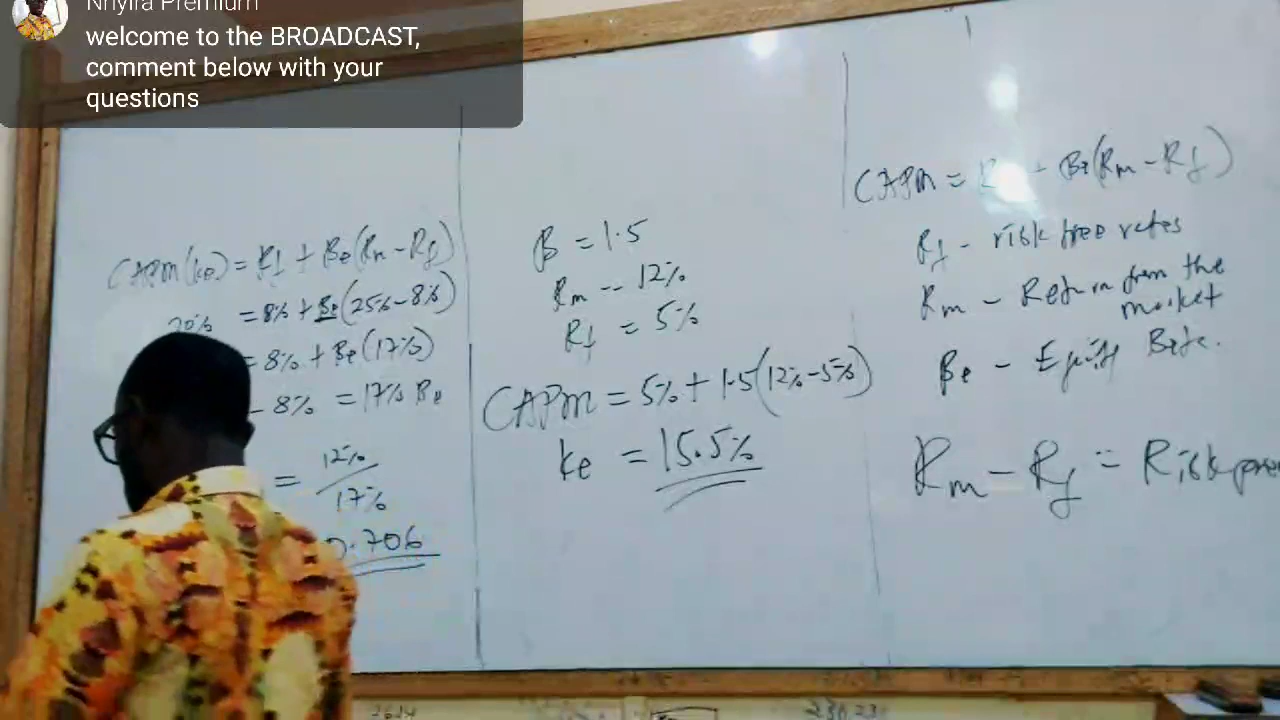 Nhyira Premium
welcome to the BROADCAST,
comment below with your
questions
CAPM(ke) = Rf + Be(Rm - Rf)
20% = 8% + Be(25% - 8%)
= 8% + Be(17%)
- 8% = 17% Be
= 12%
17%
0.706
β = 1.5
Rm - 12%
Rf = 5%
CAPM = 5% + 1.5(12% - 5%)
ke = 15.5%
CAPM = + Be(Rm - Rf)
Rf - risk free rates
Rm - Return from the
market
Be - Equity Beta.
Rm - Rf = Risk